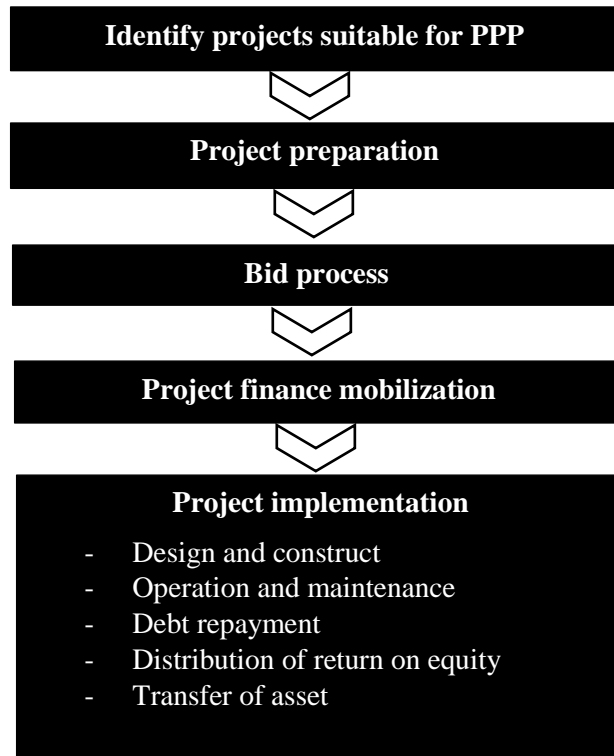 Identify projects suitable for PPP
Project preparation
Bid process
Project finance mobilization
Project implementation
- Design and construct
- Operation and maintenance
- Debt repayment
- Distribution of return on equity
- Transfer of asset